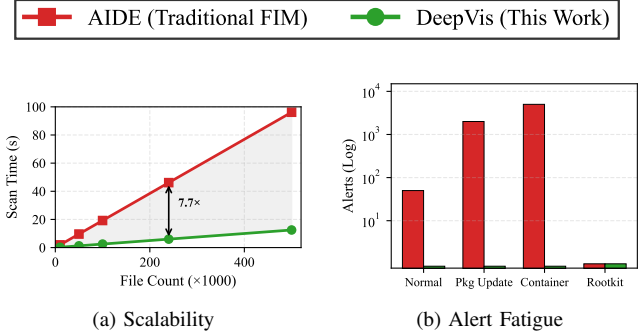 AIDE (Traditional FIM)
DeepVis (This Work)
Scan Time (s)
100
80
60
40
20
0
7.7×
0
200
400
File Count (×1000)
(a) Scalability
Alerts (Log)
10⁴
10³
10¹
Normal
Pkg Update
Container
Rootkit
(b) Alert Fatigue